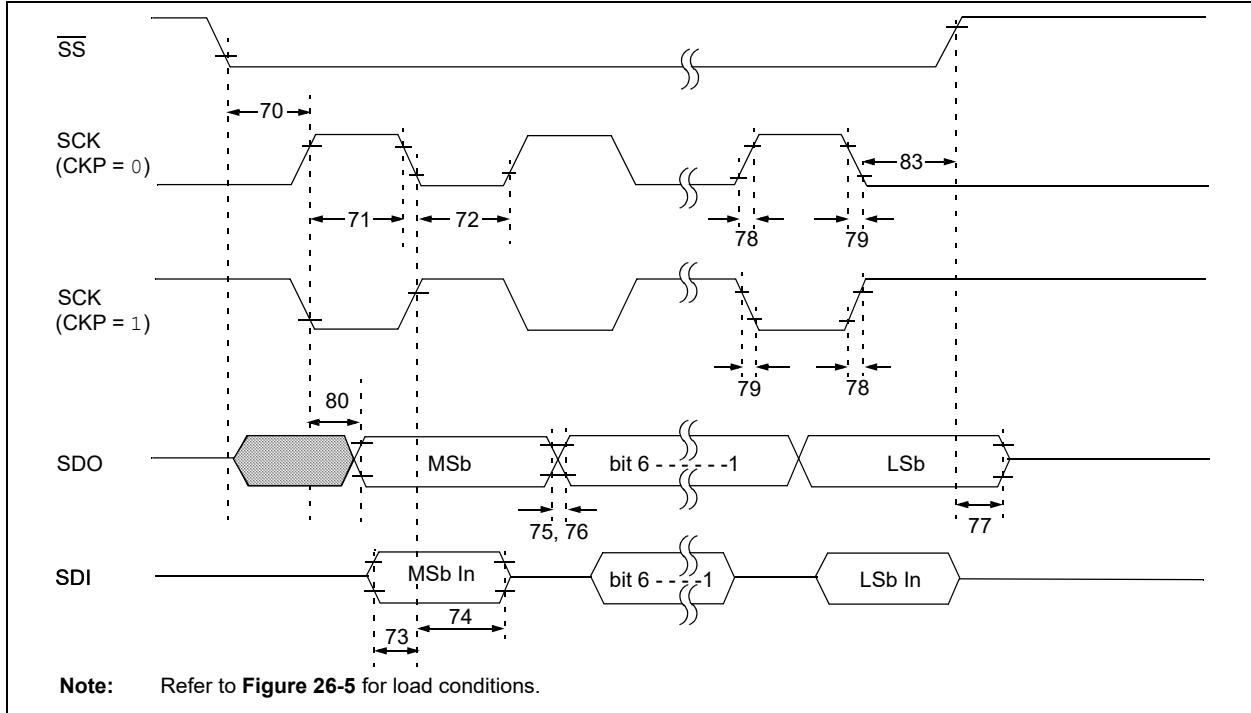 SS
70
SCK
(CKP = 0)
83
71
72
78
79
SCK
(CKP = 1)
79
78
80
SDO
MSb
bit 6 - - - - - -1
LSb
75, 76
77
SDI
MSb In
bit 6 - - - -1
LSb In
74
73
Note: Refer to Figure 26-5 for load conditions.